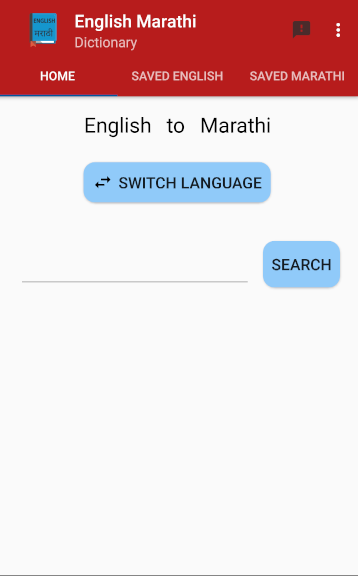 ENGLISH
मराठी
English Marathi
Dictionary
HOME
SAVED ENGLISH
SAVED MARATHI
English to Marathi
SWITCH LANGUAGE
SEARCH